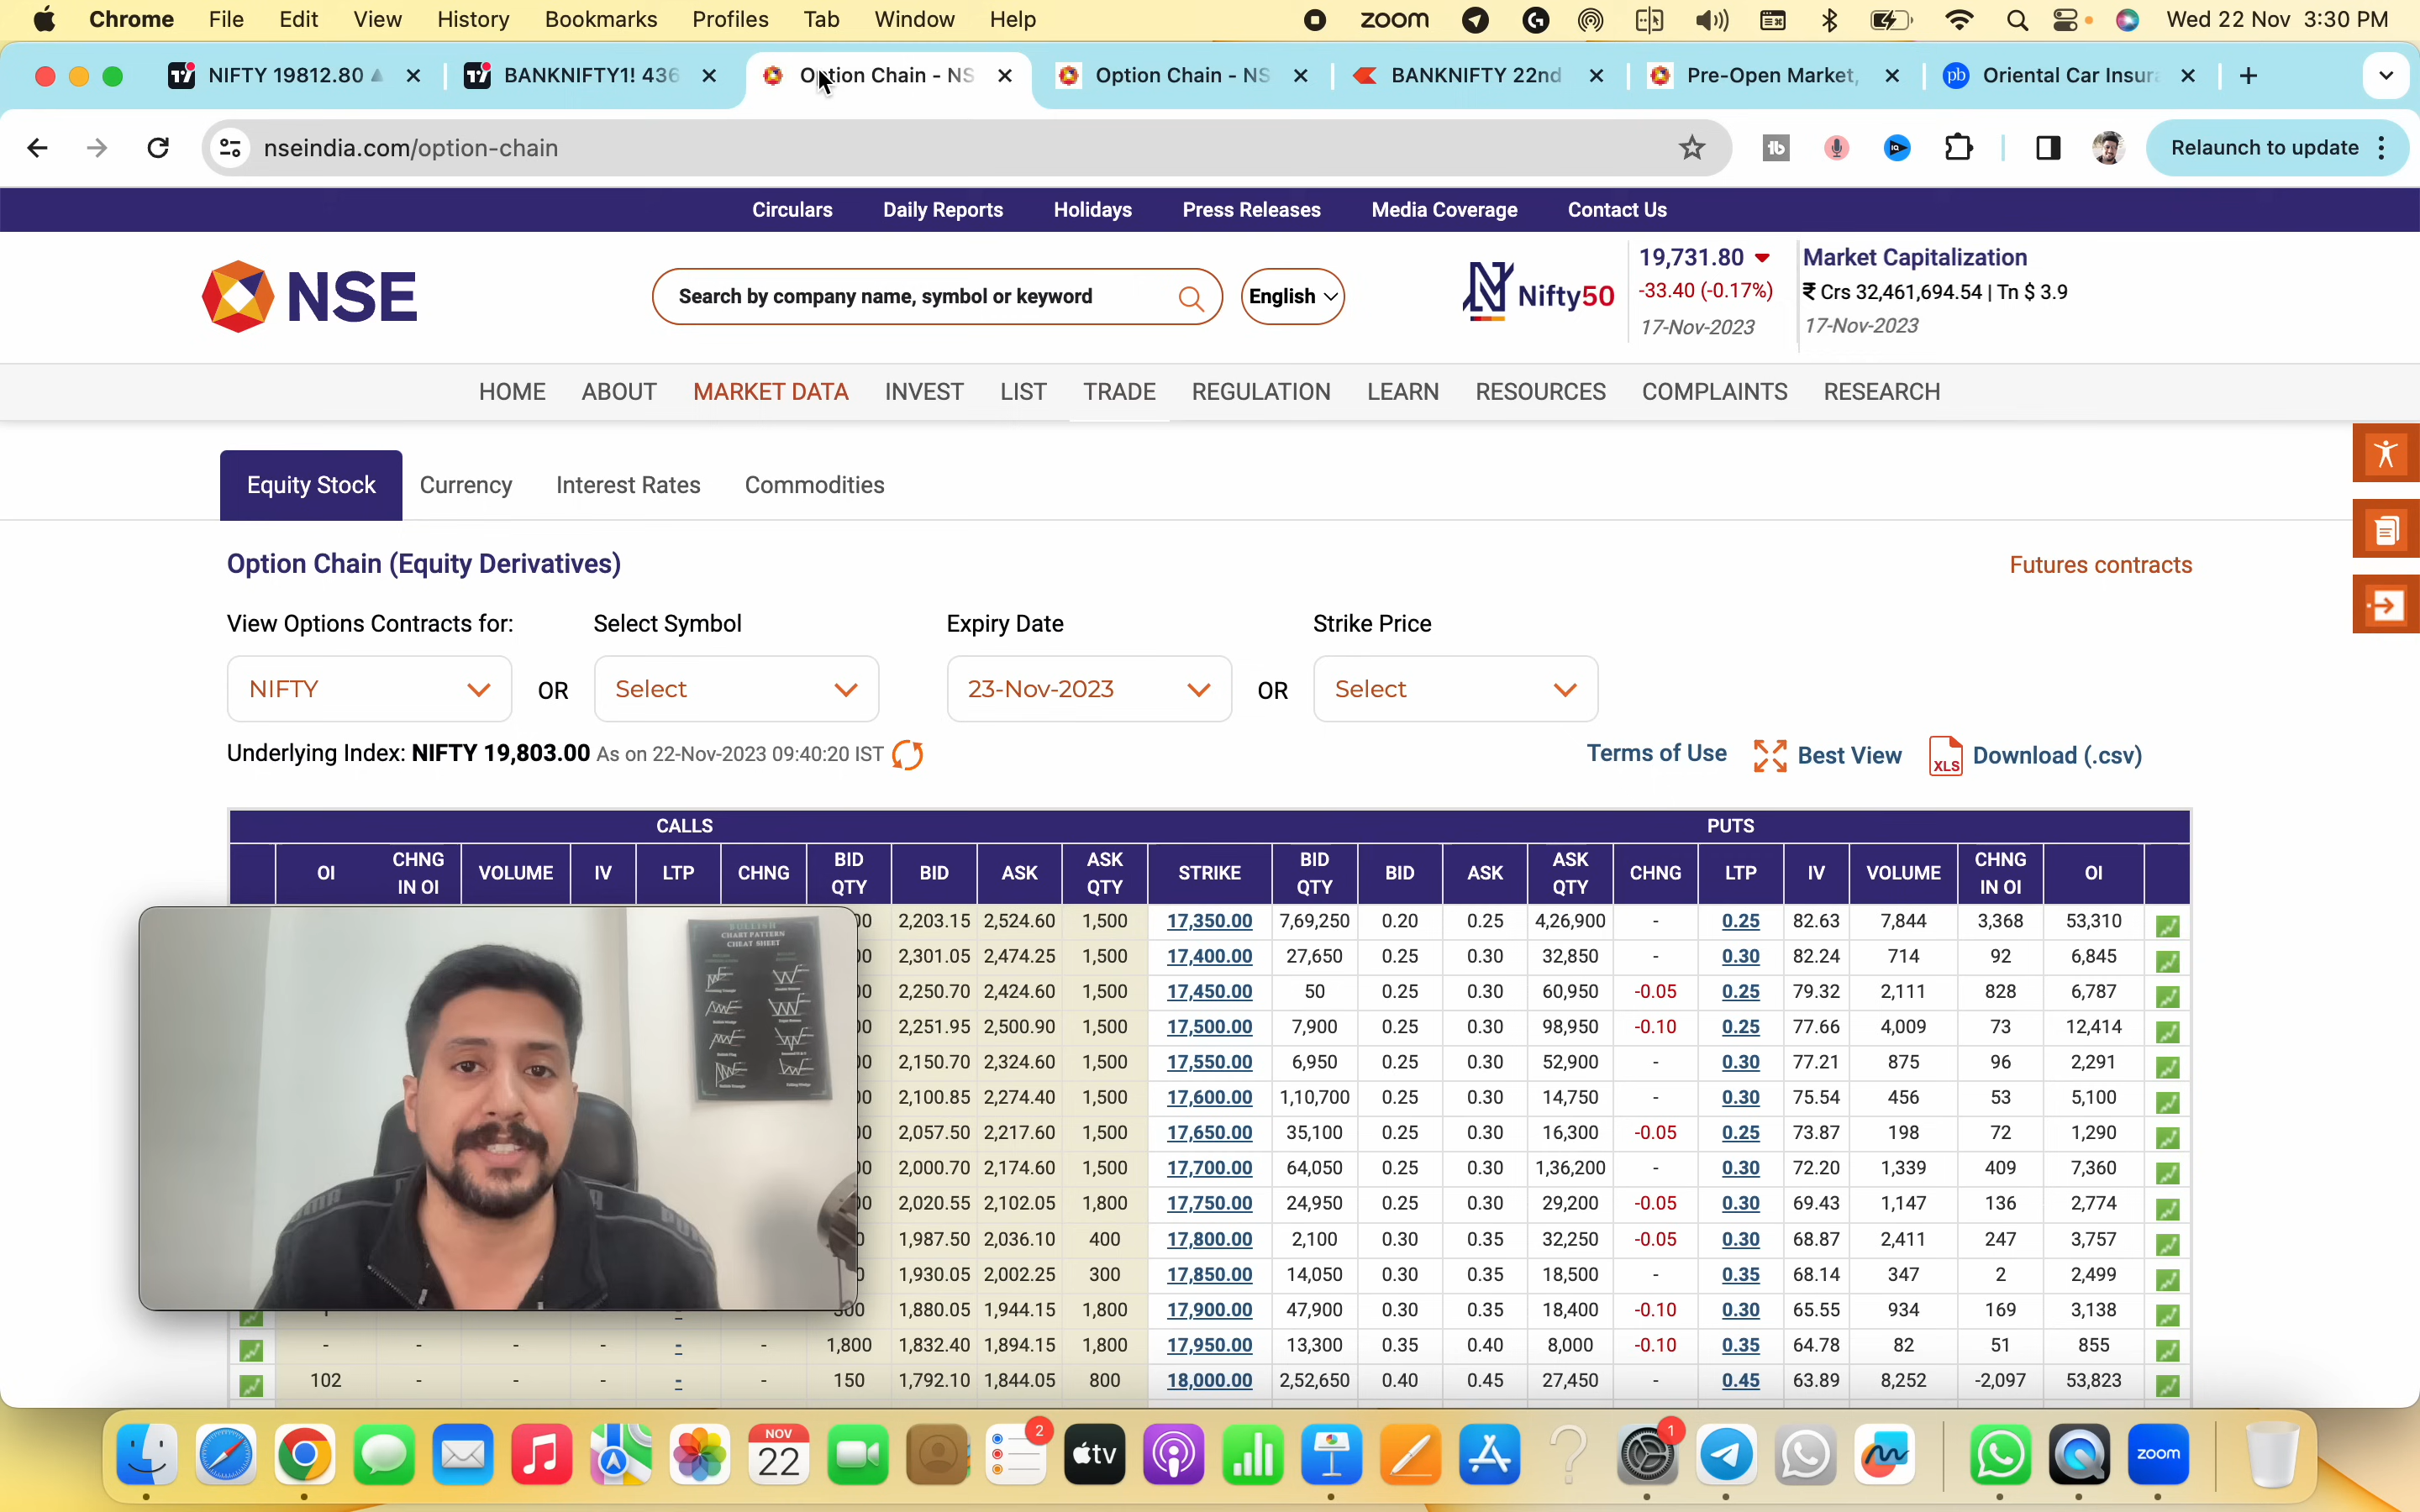 Chrome File Edit View History Bookmarks Profiles Tab Window Help zoom Wed 22 Nov 3:30 PM
NIFTY 19812.80 BANKNIFTY1! 436 Option Chain - NS Option Chain - NS BANKNIFTY 22nd Pre-Open Market, Oriental Car Insura
nseindia.com/option-chain Relaunch to update
Circulars Daily Reports Holidays Press Releases Media Coverage Contact Us
NSE
Search by company name, symbol or keyword
English
Nifty50
19,731.80
-33.40 (-0.17%)
17-Nov-2023
Market Capitalization
₹ Crs 32,461,694.54 | Tn $ 3.9
17-Nov-2023
HOME ABOUT MARKET DATA INVEST LIST TRADE REGULATION LEARN RESOURCES COMPLAINTS RESEARCH
Equity Stock Currency Interest Rates Commodities
Option Chain (Equity Derivatives) Futures contracts
View Options Contracts for: Select Symbol Expiry Date Strike Price
NIFTY OR Select 23-Nov-2023 OR Select
Underlying Index: NIFTY 19,803.00 As on 22-Nov-2023 09:40:20 IST Terms of Use Best View XLS Download (.csv)
CALLS PUTS
OI CHNG IN OI VOLUME IV LTP CHNG BID QTY BID ASK ASK QTY STRIKE BID QTY BID ASK ASK QTY CHNG LTP IV VOLUME CHNG IN OI OI
2,203.15 2,524.60 1,500 17,350.00 7,69,250 0.20 0.25 4,26,900 - 0.25 82.63 7,844 3,368 53,310
2,301.05 2,474.25 1,500 17,400.00 27,650 0.25 0.30 32,850 - 0.30 82.24 714 92 6,845
2,250.70 2,424.60 1,500 17,450.00 50 0.25 0.30 60,950 -0.05 0.25 79.32 2,111 828 6,787
2,251.95 2,500.90 1,500 17,500.00 7,900 0.25 0.30 98,950 -0.10 0.25 77.66 4,009 73 12,414
2,150.70 2,324.60 1,500 17,550.00 6,950 0.25 0.30 52,900 - 0.30 77.21 875 96 2,291
2,100.85 2,274.40 1,500 17,600.00 1,10,700 0.25 0.30 14,750 - 0.30 75.54 456 53 5,100
2,057.50 2,217.60 1,500 17,650.00 35,100 0.25 0.30 16,300 -0.05 0.25 73.87 198 72 1,290
2,000.70 2,174.60 1,500 17,700.00 64,050 0.25 0.30 1,36,200 - 0.30 72.20 1,339 409 7,360
2,020.55 2,102.05 1,800 17,750.00 24,950 0.25 0.30 29,200 -0.05 0.30 69.43 1,147 136 2,774
1,987.50 2,036.10 400 17,800.00 2,100 0.30 0.35 32,250 -0.05 0.30 68.87 2,411 247 3,757
1,930.05 2,002.25 300 17,850.00 14,050 0.30 0.35 18,500 - 0.35 68.14 347 2 2,499
1,880.05 1,944.15 1,800 17,900.00 47,900 0.30 0.35 18,400 -0.10 0.30 65.55 934 169 3,138
- - - - - - 1,800 1,832.40 1,894.15 1,800 17,950.00 13,300 0.35 0.40 8,000 -0.10 0.35 64.78 82 51 855
102 - - - - - 150 1,792.10 1,844.05 800 18,000.00 2,52,650 0.40 0.45 27,450 - 0.45 63.89 8,252 -2,097 53,823
BULLISH
CHART PATTERN
CHEAT SHEET
NOV
22
2
tv
1
zoom